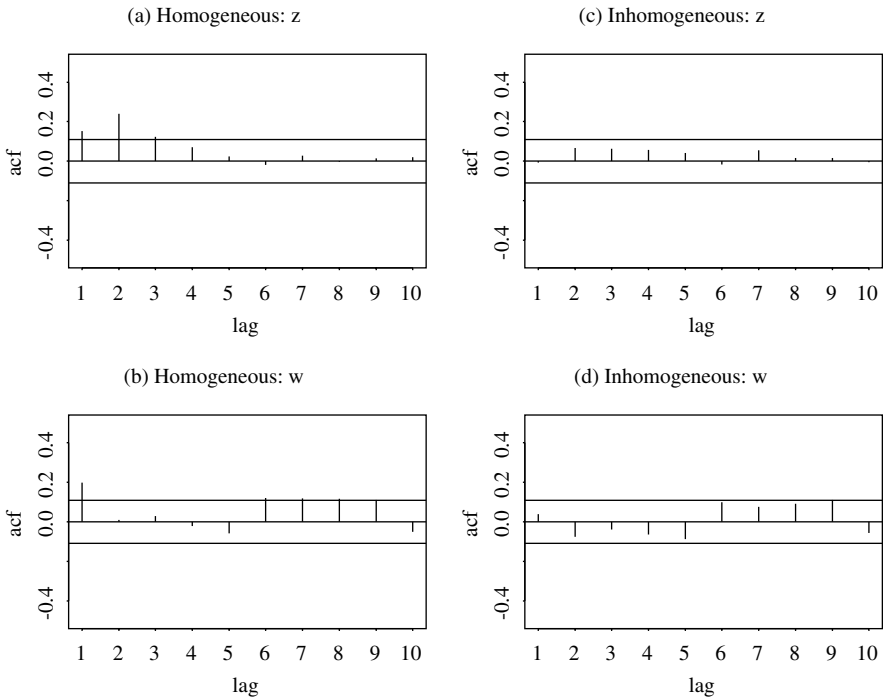 (a) Homogeneous: z
acf
0.4
0.2
0.0
-0.4
1 2 3 4 5 6 7 8 9 10
lag
(c) Inhomogeneous: z
acf
0.4
0.2
0.0
-0.4
1 2 3 4 5 6 7 8 9 10
lag
(b) Homogeneous: w
acf
0.4
0.2
0.0
-0.4
1 2 3 4 5 6 7 8 9 10
lag
(d) Inhomogeneous: w
acf
0.4
0.2
0.0
-0.4
1 2 3 4 5 6 7 8 9 10
lag